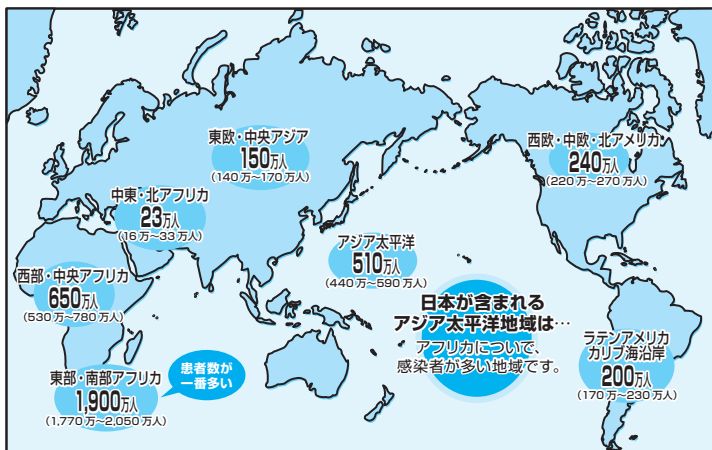 東欧・中央アジア
150万人
(140万~170万人)
西欧・中欧・北アメリカ
240万人
(220万~270万人)
中東・北アフリカ
23万人
(16万~33万人)
アジア太平洋
510万人
(440万~590万人)
西部・中央アフリカ
650万人
(530万~780万人)
日本が含まれる
アジア太平洋地域は…
アフリカについで、
感染者が多い地域です。
ラテンアメリカ
カリブ海沿岸
200万人
(170万~230万人)
東部・南部アフリカ
1,900万人
(1,770万~2,050万人)
患者数が
一番多い